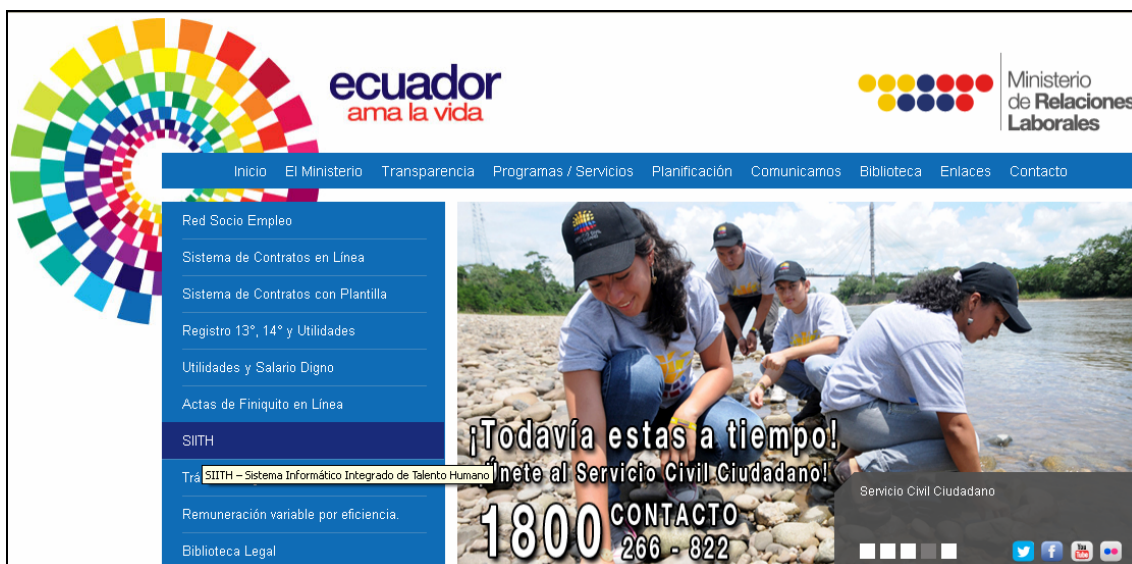 ecuador
ama la vida
Ministerio
de Relaciones
Laborales
Inicio El Ministerio Transparencia Programas / Servicios Planificación Comunicamos Biblioteca Enlaces Contacto
Red Socio Empleo
Sistema de Contratos en Línea
Sistema de Contratos con Plantilla
Registro 13°, 14° y Utilidades
Utilidades y Salario Digno
Actas de Finiquito en Línea
SIITH
SIITH – Sistema Informático Integrado de Talento Humano
Remuneración variable por eficiencia.
Biblioteca Legal
¡Todavía estas a tiempo!
Únete al Servicio Civil Ciudadano!
1800 CONTACTO
266 - 822
Servicio Civil Ciudadano